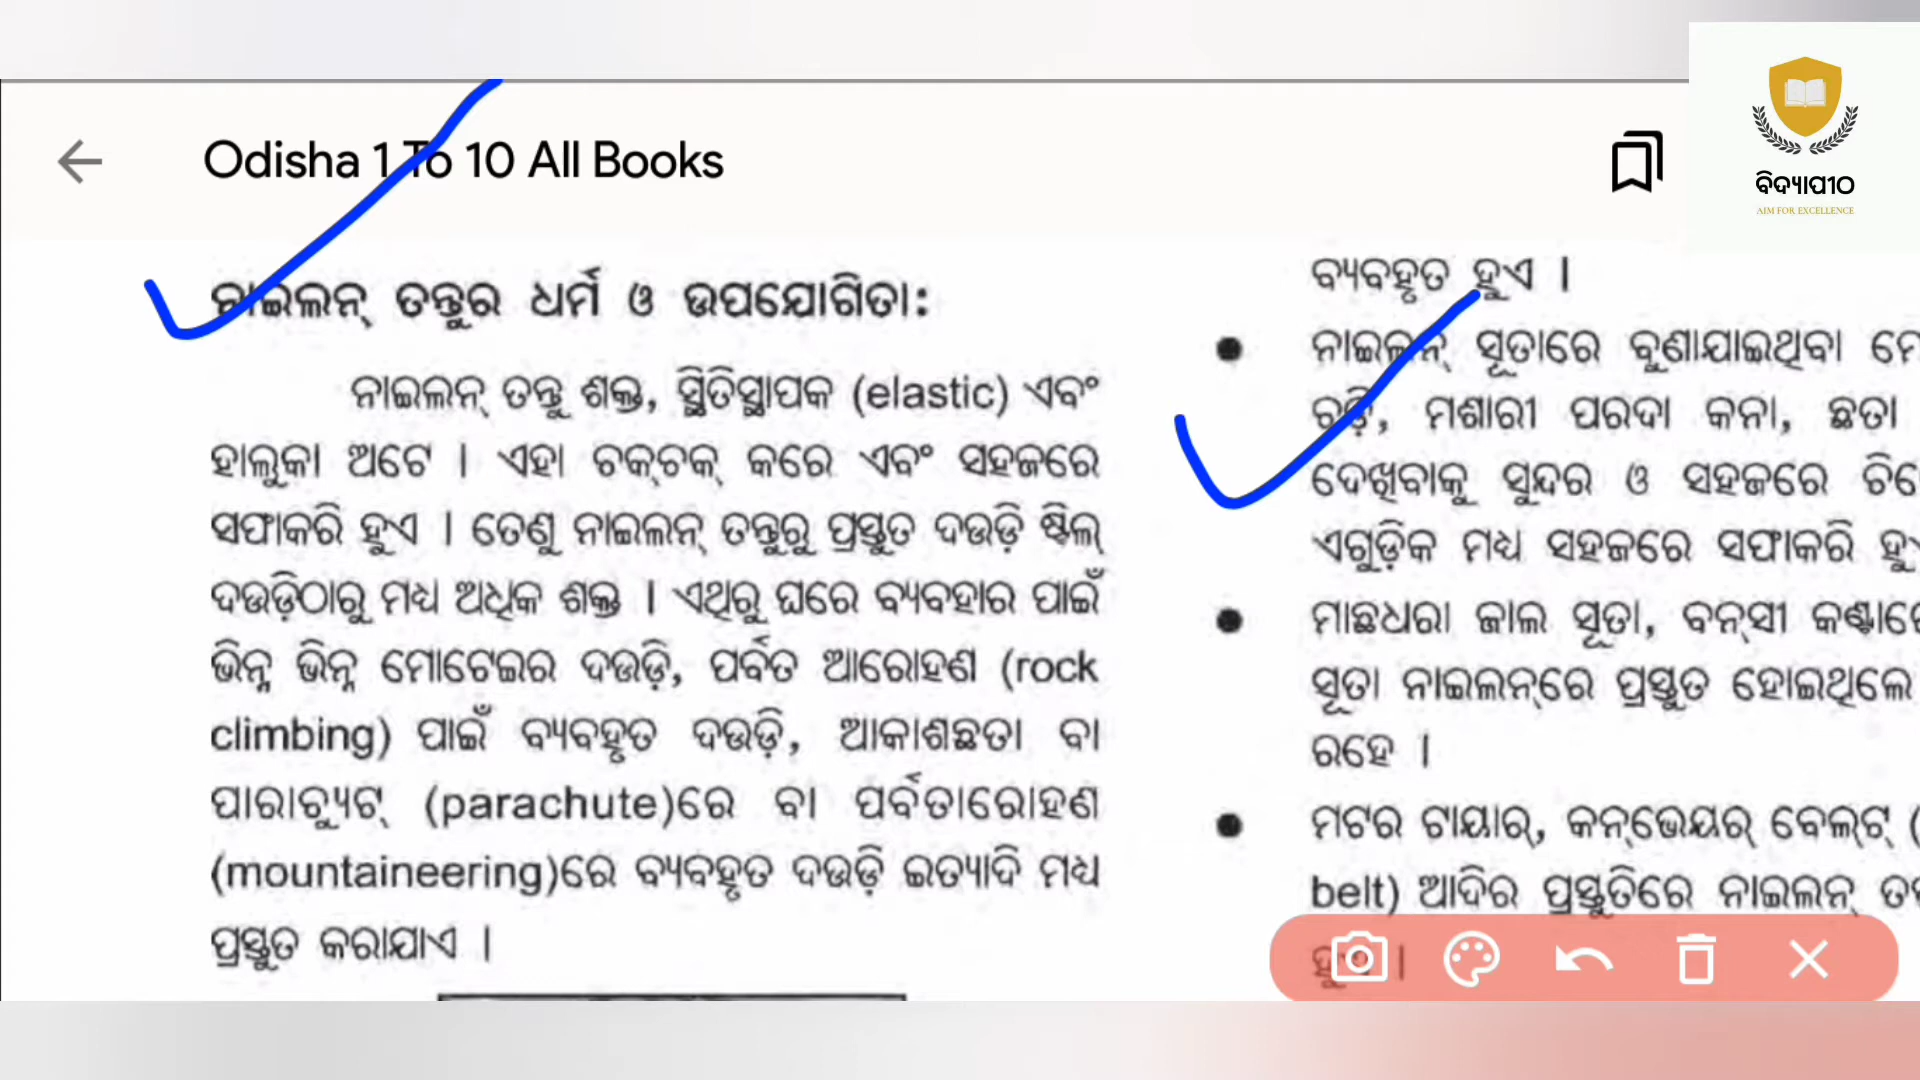 Odisha 1 To 10 All Books
ବିଦ୍ୟାପୀଠ
AIM FOR EXCELLENCE
ନାଇଲନ୍ ତନ୍ତୁର ଧର୍ମ ଓ ଉପଯୋଗିତା:
ନାଇଲନ୍ ତନ୍ତୁ ଶକ୍ତ, ସ୍ଥିତିସ୍ଥାପକ (elastic) ଏବଂ
ହାଲୁକା ଅଟେ । ଏହା ଚକ୍‌ଚକ୍ କରେ ଏବଂ ସହଜରେ
ସଫାକରି ହୁଏ । ତେଣୁ ନାଇଲନ୍ ତନ୍ତୁରୁ ପ୍ରସ୍ତୁତ ଦଉଡ଼ି ଷ୍ଟିଲ୍
ଦଉଡ଼ିଠାରୁ ମଧ୍ୟ ଅଧିକ ଶକ୍ତ । ଏଥିରୁ ଘରେ ବ୍ୟବହାର ପାଇଁ
ଭିନ୍ନ ଭିନ୍ନ ମୋଟେଇର ଦଉଡ଼ି, ପର୍ବତ ଆରୋହଣ (rock
climbing) ପାଇଁ ବ୍ୟବହୃତ ଦଉଡ଼ି, ଆକାଶଛତା ବା
ପାରାଚ୍ୟୁଟ୍ (parachute)ରେ ବା ପର୍ବତାରୋହଣ
(mountaineering)ରେ ବ୍ୟବହୃତ ଦଉଡ଼ି ଇତ୍ୟାଦି ମଧ୍ୟ
ପ୍ରସ୍ତୁତ କରାଯାଏ ।
ବ୍ୟବହୃତ ହୁଏ ।
ନାଇଲନ୍ ସୂତାରେ ବୁଣାଯାଇଥିବା
ଚଡ଼ି, ମଶାରୀ ପରଦା କନା, ଛତା
ଦେଖିବାକୁ ସୁନ୍ଦର ଓ ସହଜରେ
ଏଗୁଡ଼ିକ ମଧ୍ୟ ସହଜରେ ସଫାକରି
ମାଛଧରା ଜାଲ ସୂତା, ବନ୍‌ସୀ
ସୂତା ନାଇଲନ୍‌ରେ ପ୍ରସ୍ତୁତ ହୋଇଥିଲେ
ରହେ ।
ମଟର ଟାୟାର୍, କନ୍‌ଭେୟର୍ ବେଲ୍‌ଟ୍ (
belt) ଆଦିର ପ୍ରସ୍ତୁତିରେ ନାଇଲନ୍
ହୁଏ ।